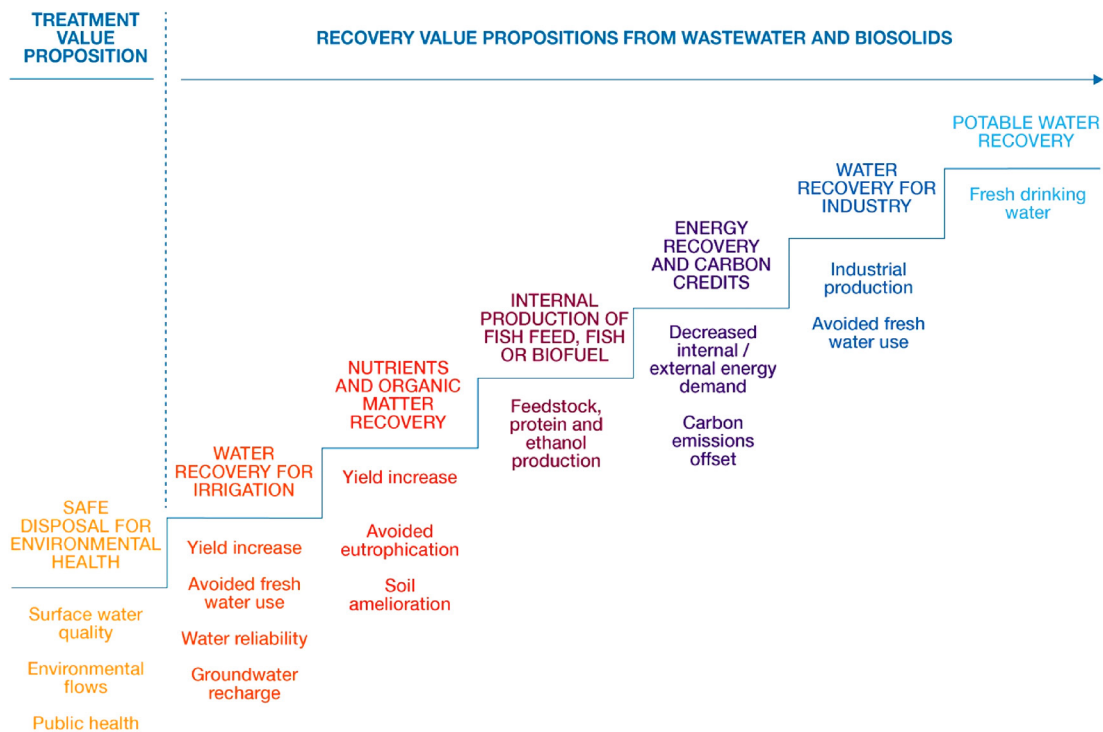 TREATMENT
VALUE
PROPOSITION
RECOVERY VALUE PROPOSITIONS FROM WASTEWATER AND BIOSOLIDS
SAFE
DISPOSAL FOR
ENVIRONMENTAL
HEALTH
Surface water
quality
Environmental
flows
Public health
WATER
RECOVERY FOR
IRRIGATION
Yield increase
Avoided fresh
water use
Water reliability
Groundwater
recharge
NUTRIENTS
AND ORGANIC
MATTER
RECOVERY
Yield increase
Avoided
eutrophication
Soil
amelioration
INTERNAL
PRODUCTION OF
FISH FEED, FISH
OR BIOFUEL
Feedstock,
protein and
ethanol
production
ENERGY
RECOVERY
AND CARBON
CREDITS
Decreased
internal /
external energy
demand
Carbon
emissions
offset
WATER
RECOVERY FOR
INDUSTRY
Industrial
production
Avoided fresh
water use
POTABLE WATER
RECOVERY
Fresh drinking
water